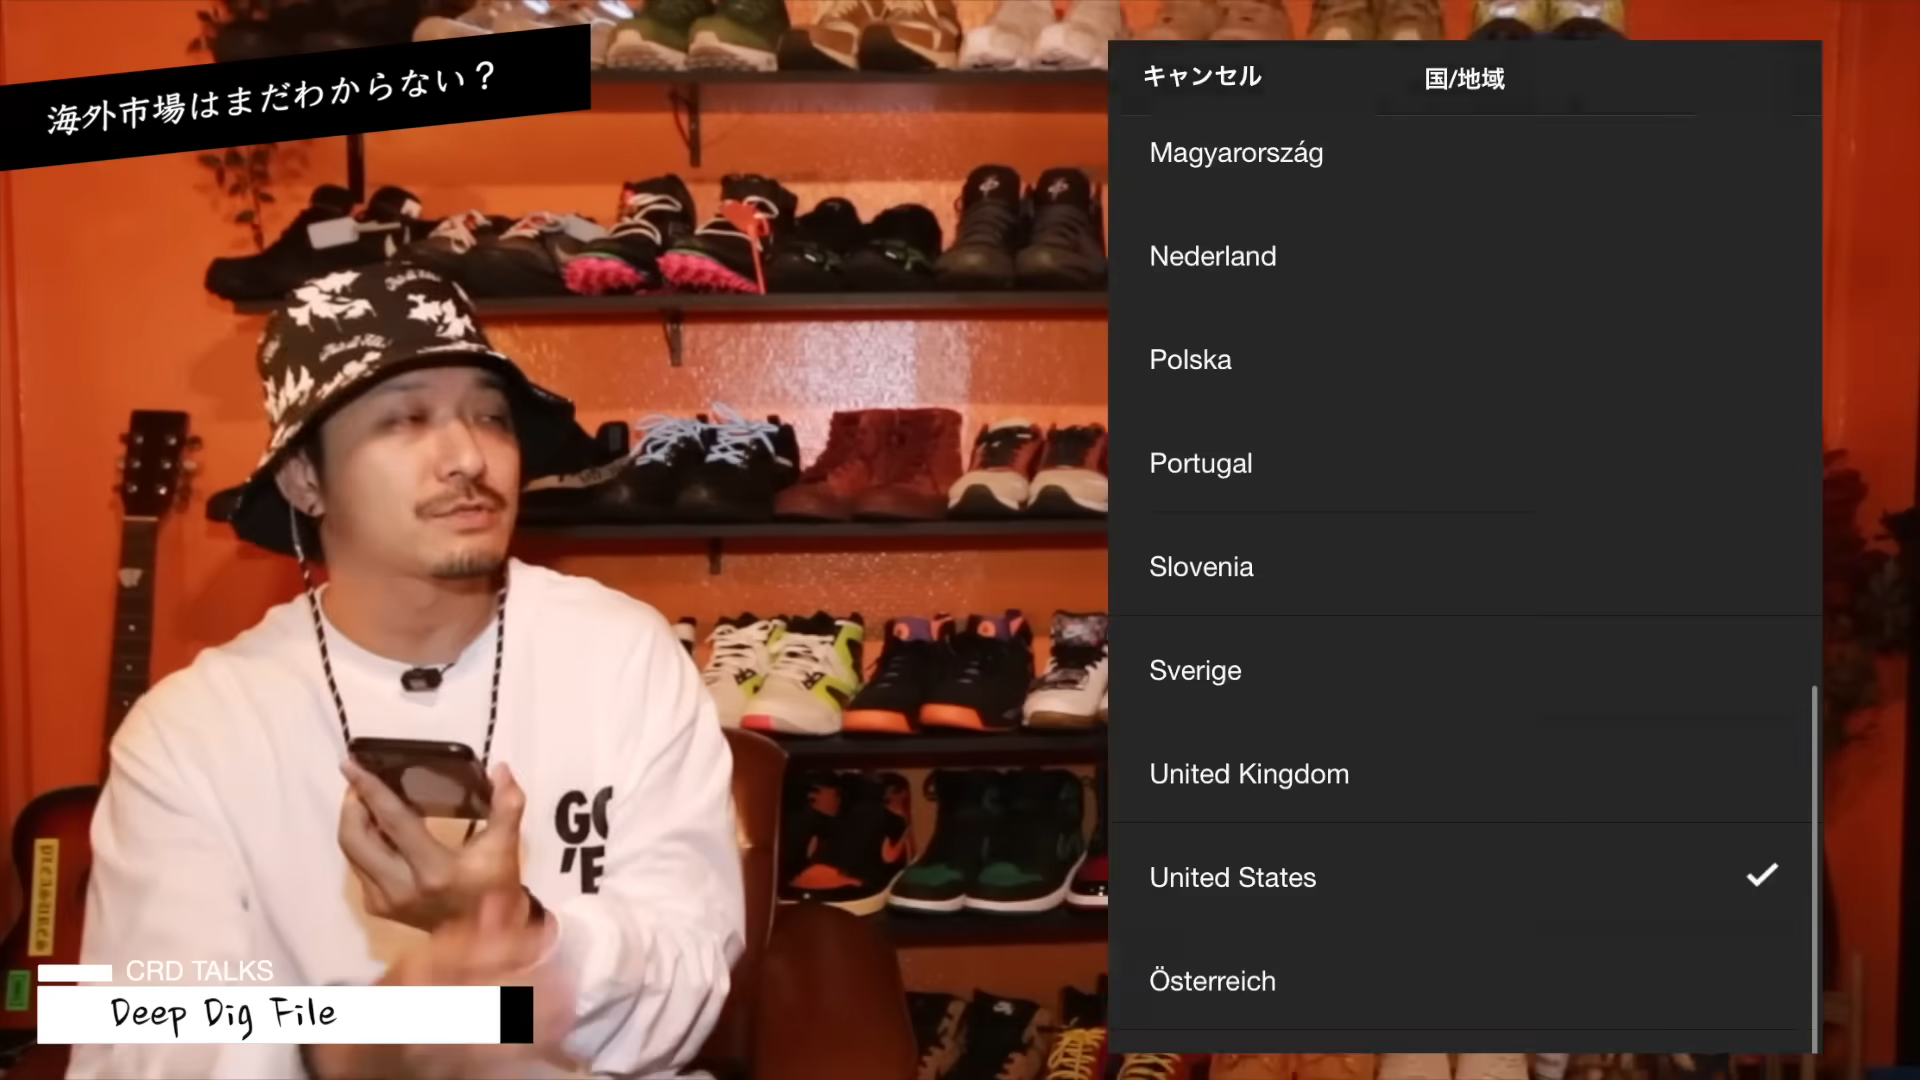 海外市場はまだわからない？
キャンセル
国/地域
Magyarország
Nederland
Polska
Portugal
Slovenia
Sverige
United Kingdom
United States
Österreich
GO
'E
CRD TALKS
Deep Dig File